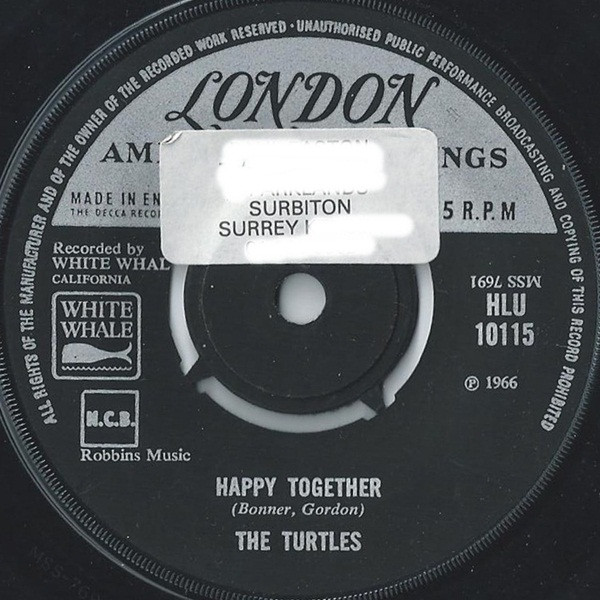 ALL RIGHTS OF THE MANUFACTURER AND OF THE OWNER OF THE RECORDED WORK RESERVED · UNAUTHORISED PUBLIC PERFORMANCE BROADCASTING AND COPYING OF THIS RECORD PROHIBITED
LONDON
AM NGS
SURBITON
SURREY
MADE IN EN
THE DECCA RECOR
5 R.P.M
Recorded by
WHITE WHAL
CALIFORNIA
WHITE
WHALE
N.C.B.
Robbins Music
MSS 7691
HLU
10115
Ⓟ 1966
HAPPY TOGETHER
(Bonner, Gordon)
THE TURTLES